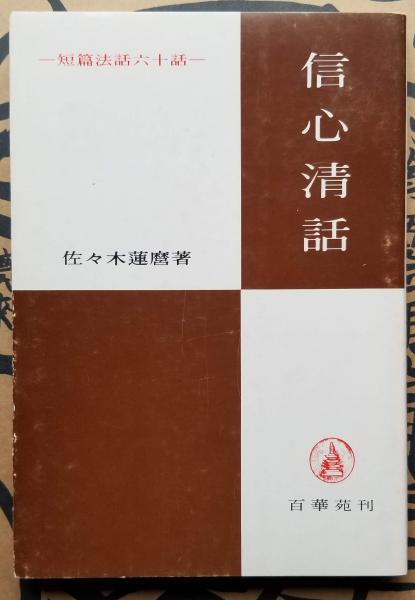 信心清話
―短篇法話六十話―
佐々木蓮麿著
百華苑刊